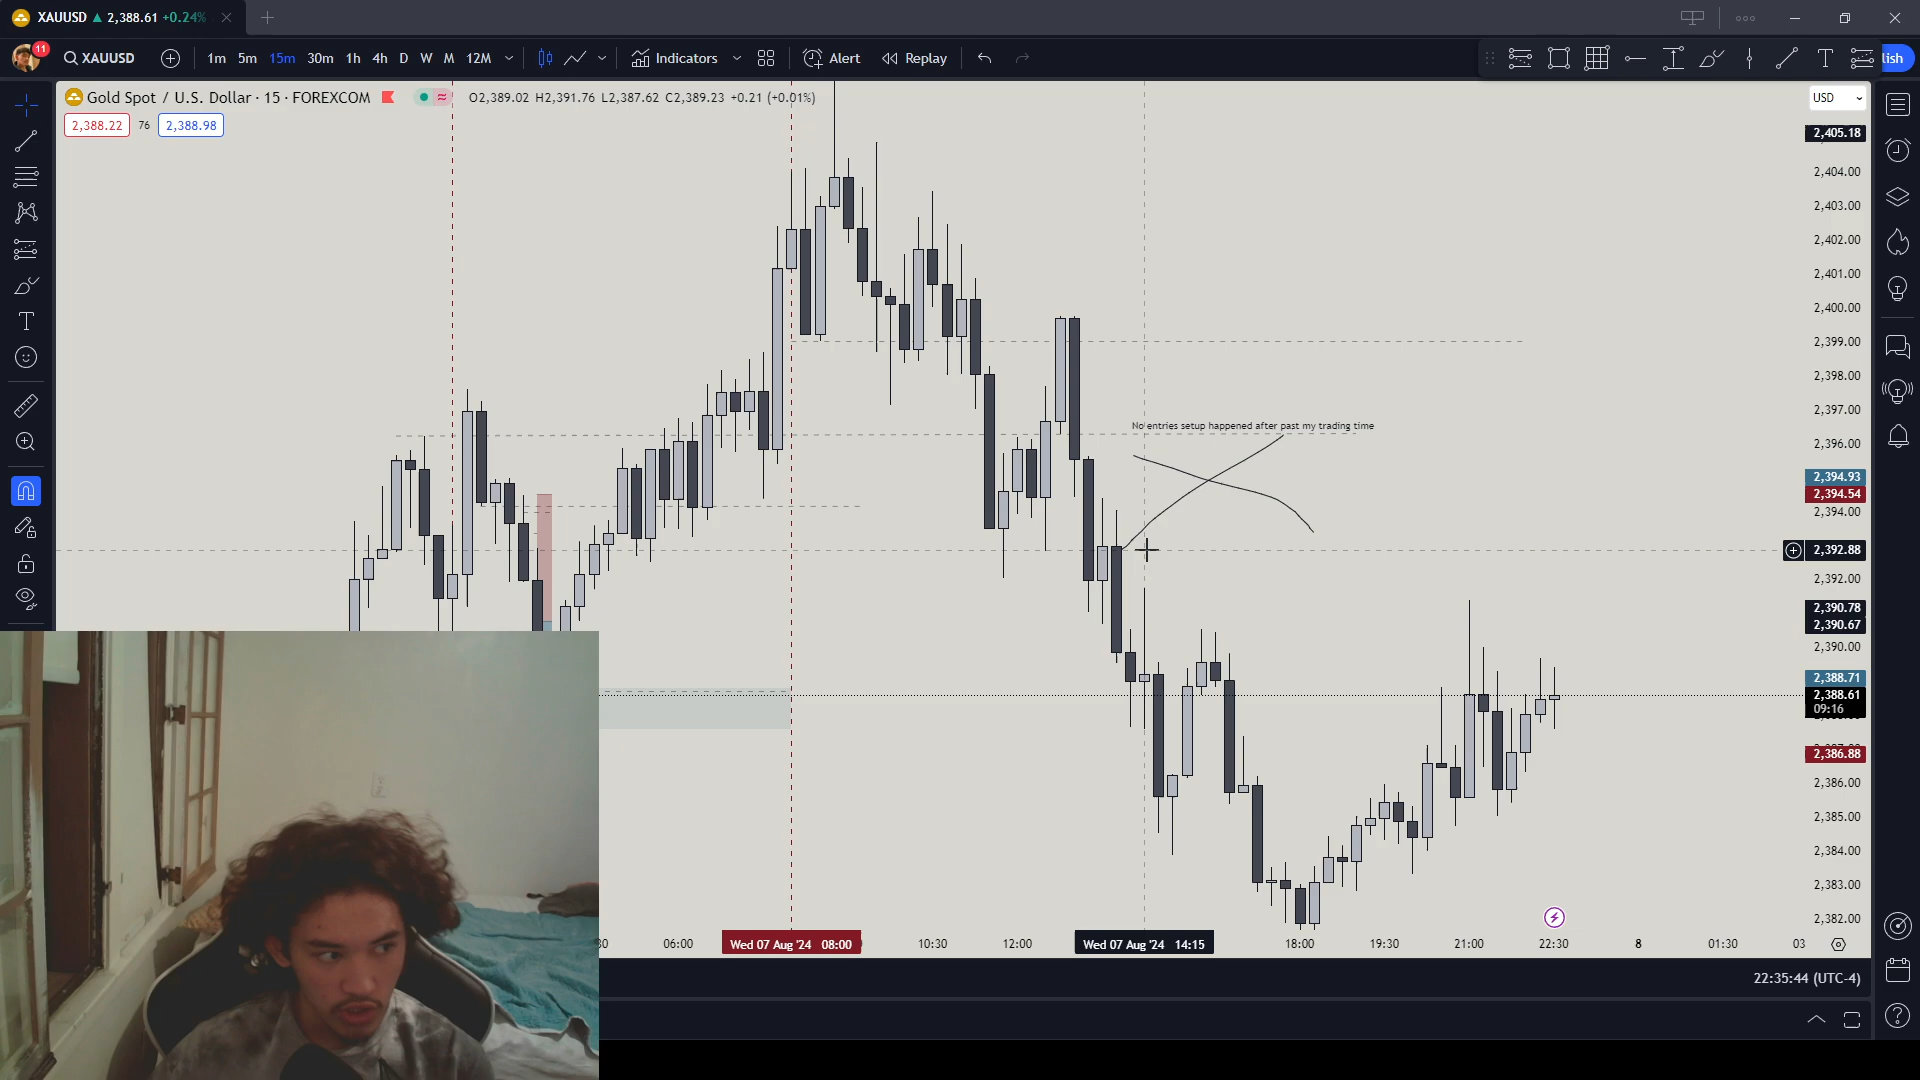 XAUUSD ▲ 2,388.61 +0.24%
11
XAUUSD
1m 5m 15m 30m 1h 4h D W M 12M
Indicators
Alert
Replay
lish
Gold Spot / U.S. Dollar · 15 · FOREXCOM
O2,389.02 H2,391.76 L2,387.62 C2,389.23 +0.21 (+0.01%)
USD
2,388.22 76 2,388.98
2,405.18
2,404.00
2,403.00
2,402.00
2,401.00
2,400.00
2,399.00
2,398.00
2,397.00
No entries setup happened after past my trading time
2,396.00
2,394.93
2,394.54
2,394.00
2,392.88
2,392.00
2,390.78
2,390.67
2,390.00
2,388.71
2,388.61
09:16
2,386.88
2,386.00
2,385.00
2,384.00
2,383.00
2,382.00
30 06:00 Wed 07 Aug '24 08:00 10:30 12:00 Wed 07 Aug '24 14:15 18:00 19:30 21:00 22:30 8 01:30 03
22:35:44 (UTC-4)